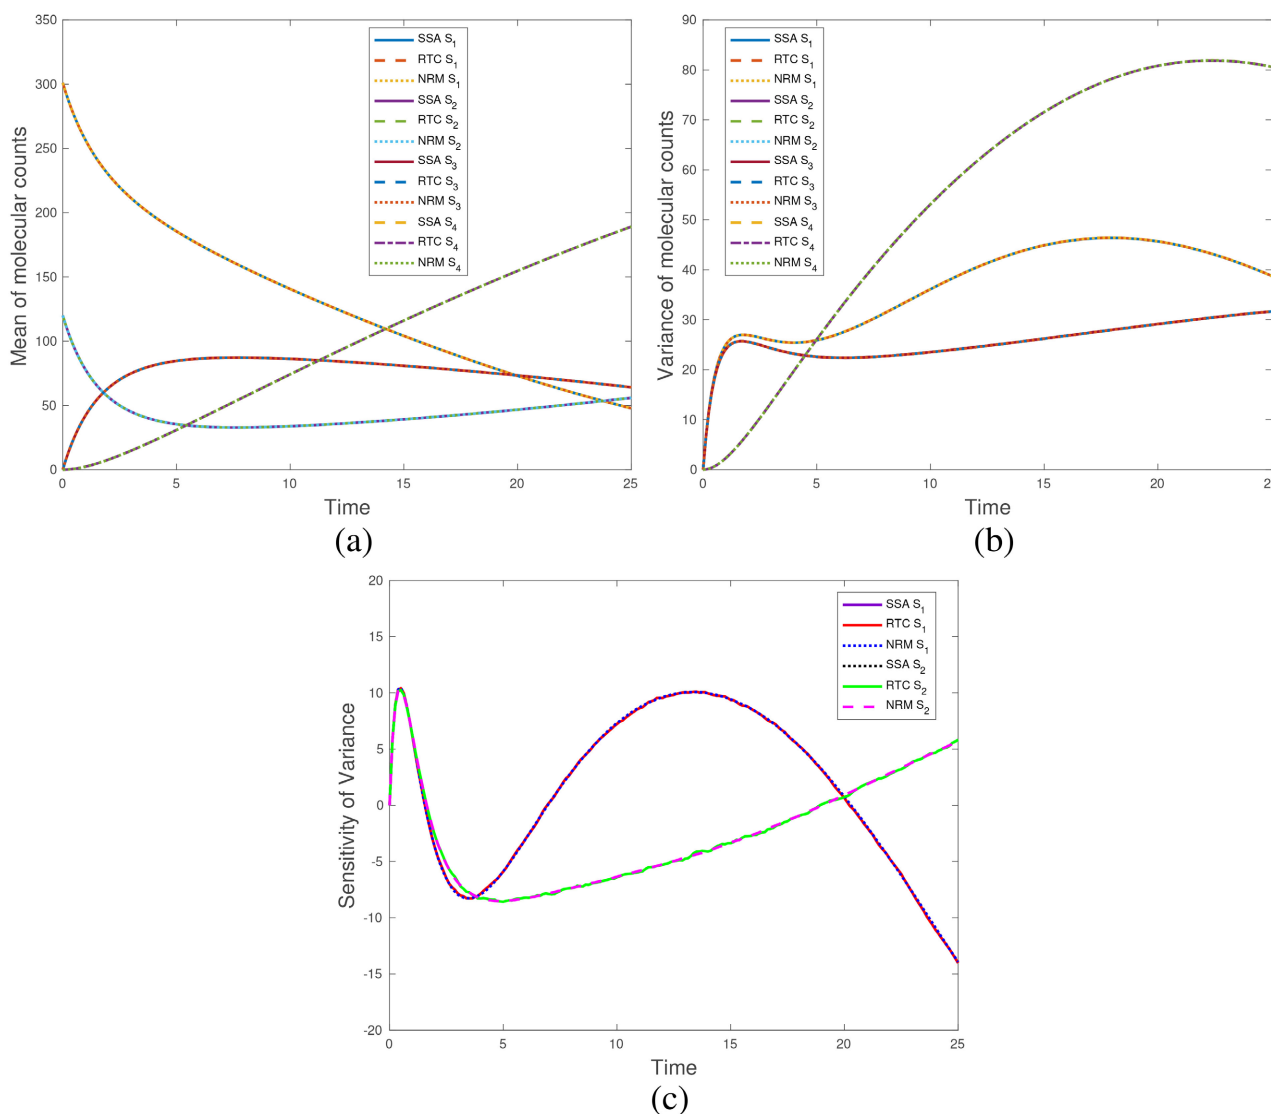 350
300
250
200
150
100
50
0
Mean of molecular counts
SSA S1
RTC S1
NRM S1
SSA S2
RTC S2
NRM S2
SSA S3
RTC S3
NRM S3
SSA S4
RTC S4
NRM S4
0 5 10 15 20 25
Time
(a)
90
80
70
60
50
40
30
20
10
0
Variance of molecular counts
SSA S1
RTC S1
NRM S1
SSA S2
RTC S2
NRM S2
SSA S3
RTC S3
NRM S3
SSA S4
RTC S4
NRM S4
0 5 10 15 20
Time
(b)
20
15
10
5
0
-5
-10
-15
-20
Sensitivity of Variance
SSA S1
RTC S1
NRM S1
SSA S2
RTC S2
NRM S2
0 5 10 15 20 25
Time
(c)